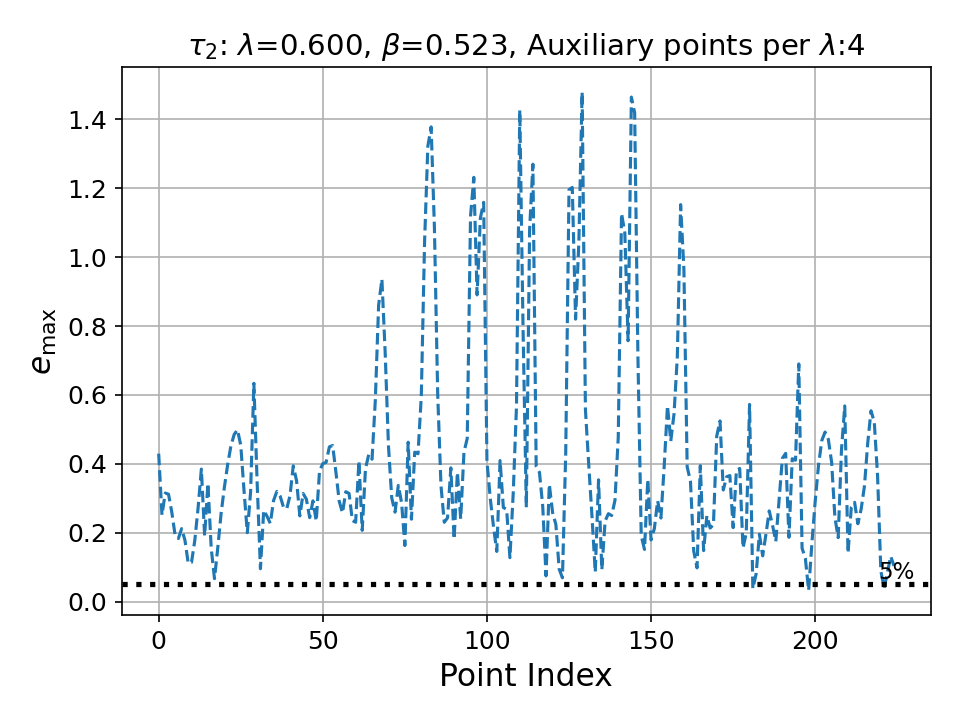 τ₂: λ=0.600, β=0.523, Auxiliary points per λ:4
1.4
1.2
1.0
0.8
0.6
0.4
0.2
0.0
e_max
5%
0 50 100 150 200
Point Index